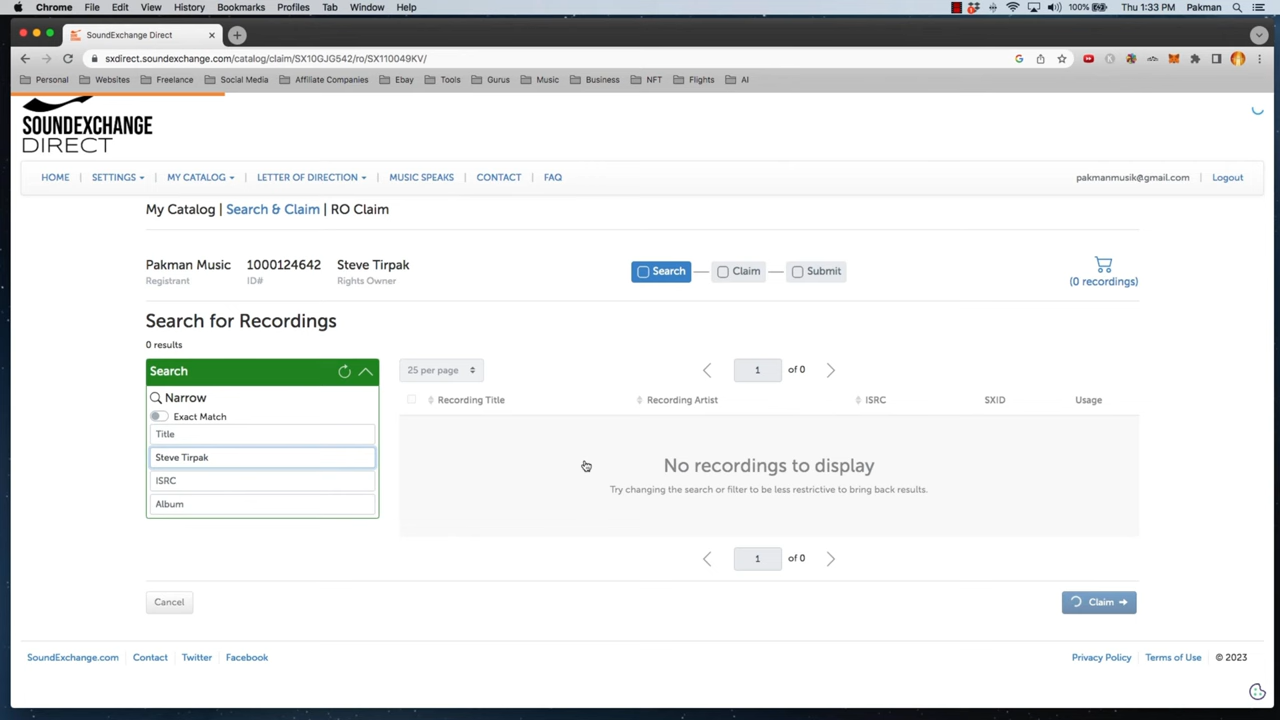 Chrome File Edit View History Bookmarks Profiles Tab Window Help 100% Thu 1:33 PM Pakman
SoundExchange Direct
sxdirect.soundexchange.com/catalog/claim/SX10GJG542/ro/SX110049KV/
Personal Websites Freelance Social Media Affiliate Companies Ebay Tools Gurus Music Business NFT Flights AI
SOUNDEXCHANGE
DIRECT
HOME SETTINGS MY CATALOG LETTER OF DIRECTION MUSIC SPEAKS CONTACT FAQ pakmanmusik@gmail.com Logout
My Catalog | Search & Claim | RO Claim
Pakman Music 1000124642 Steve Tirpak Search Claim Submit
Registrant ID# Rights Owner (0 recordings)
Search for Recordings
0 results
Search 25 per page 1 of 0
Narrow Recording Title Recording Artist ISRC SXID Usage
Exact Match
Title
Steve Tirpak No recordings to display
ISRC Try changing the search or filter to be less restrictive to bring back results.
Album
1 of 0
Cancel Claim
SoundExchange.com Contact Twitter Facebook Privacy Policy Terms of Use © 2023